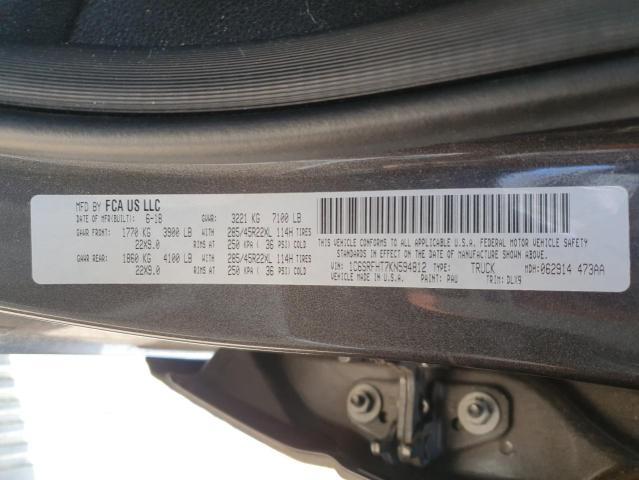 MFD BY FCA US LLC
DATE OF MFR(BUILT): 6-18 GVWR: 3221 KG 7100 LB
GAWR FRONT: 1770 KG 3900 LB WITH 285/45R22XL 114H TIRES
22X9.0 RIMS AT 250 KPA ( 36 PSI) COLD
GAWR REAR: 1860 KG 4100 LB WITH 285/45R22XL 114H TIRES
22X9.0 RIMS AT 250 KPA ( 36 PSI) COLD
THIS VEHICLE CONFORMS TO ALL APPLICABLE U.S.A. FEDERAL MOTOR VEHICLE SAFETY
STANDARDS IN EFFECT ON THE DATE OF MANUFACTURE SHOWN ABOVE.
VIN: 1C6SRFHT7KN594812 TYPE: TRUCK MDH: 062914 473AA
VEHICLE MADE IN U.S.A. PAINT: PAU TRIM: DLX9